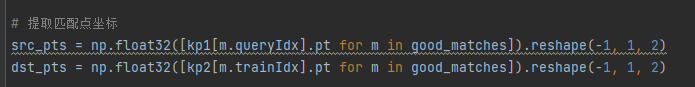 # 提取匹配点坐标
src_pts = np.float32([kp1[m.queryIdx].pt for m in good_matches]).reshape(-1, 1, 2)
dst_pts = np.float32([kp2[m.trainIdx].pt for m in good_matches]).reshape(-1, 1, 2)